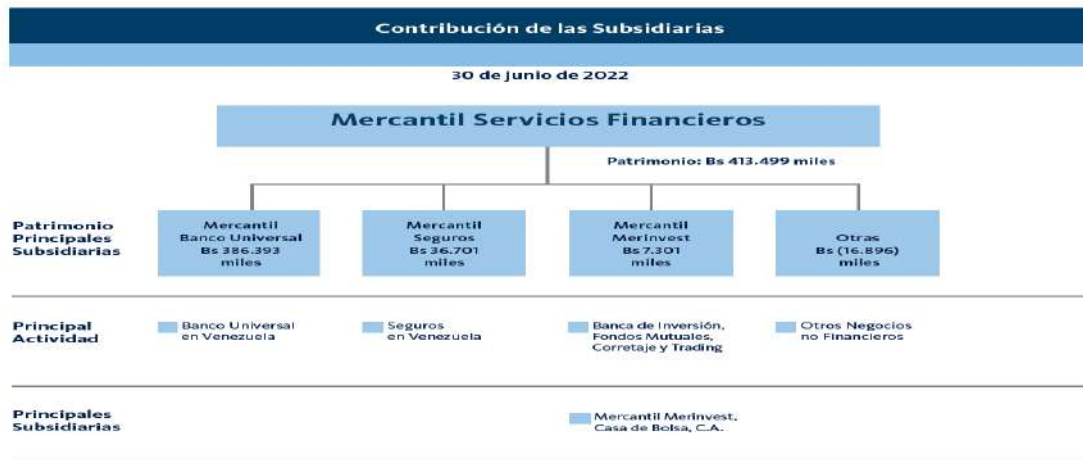 Contribución de las Subsidiarias
30 de junio de 2022
Mercantil Servicios Financieros
Patrimonio: Bs 413.499 miles
Patrimonio
Principales
Subsidiarias
Mercantil
Banco Universal
Bs 386.393
miles
Mercantil
Seguros
Bs 36.701
miles
Mercantil
Merinvest
Bs 7.301
miles
Otras
Bs (16.896)
miles
Principal
Actividad
Banco Universal
en Venezuela
Seguros
en Venezuela
Banca de Inversión,
Fondos Mutuales,
Corretaje y Trading
Otros Negocios
no Financieros
Principales
Subsidiarias
Mercantil Merinvest,
Casa de Bolsa, C.A.